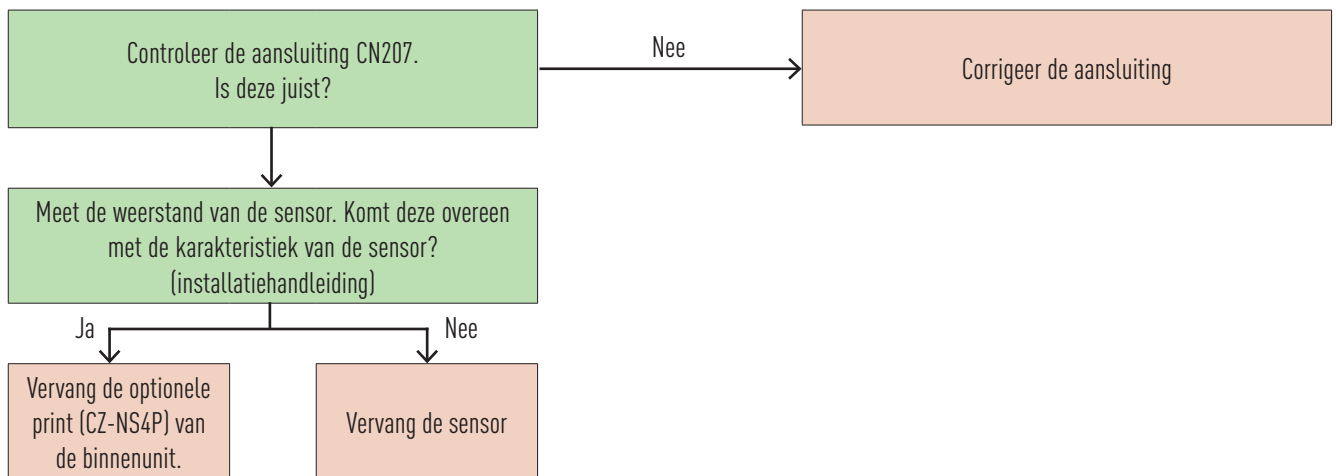 Controleer de aansluiting CN207.
Is deze juist?
Nee
Corrigeer de aansluiting
Meet de weerstand van de sensor. Komt deze overeen
met de karakteristiek van de sensor?
(installatiehandleiding)
Ja
Nee
Vervang de optionele
print (CZ-NS4P) van
de binnenunit.
Vervang de sensor